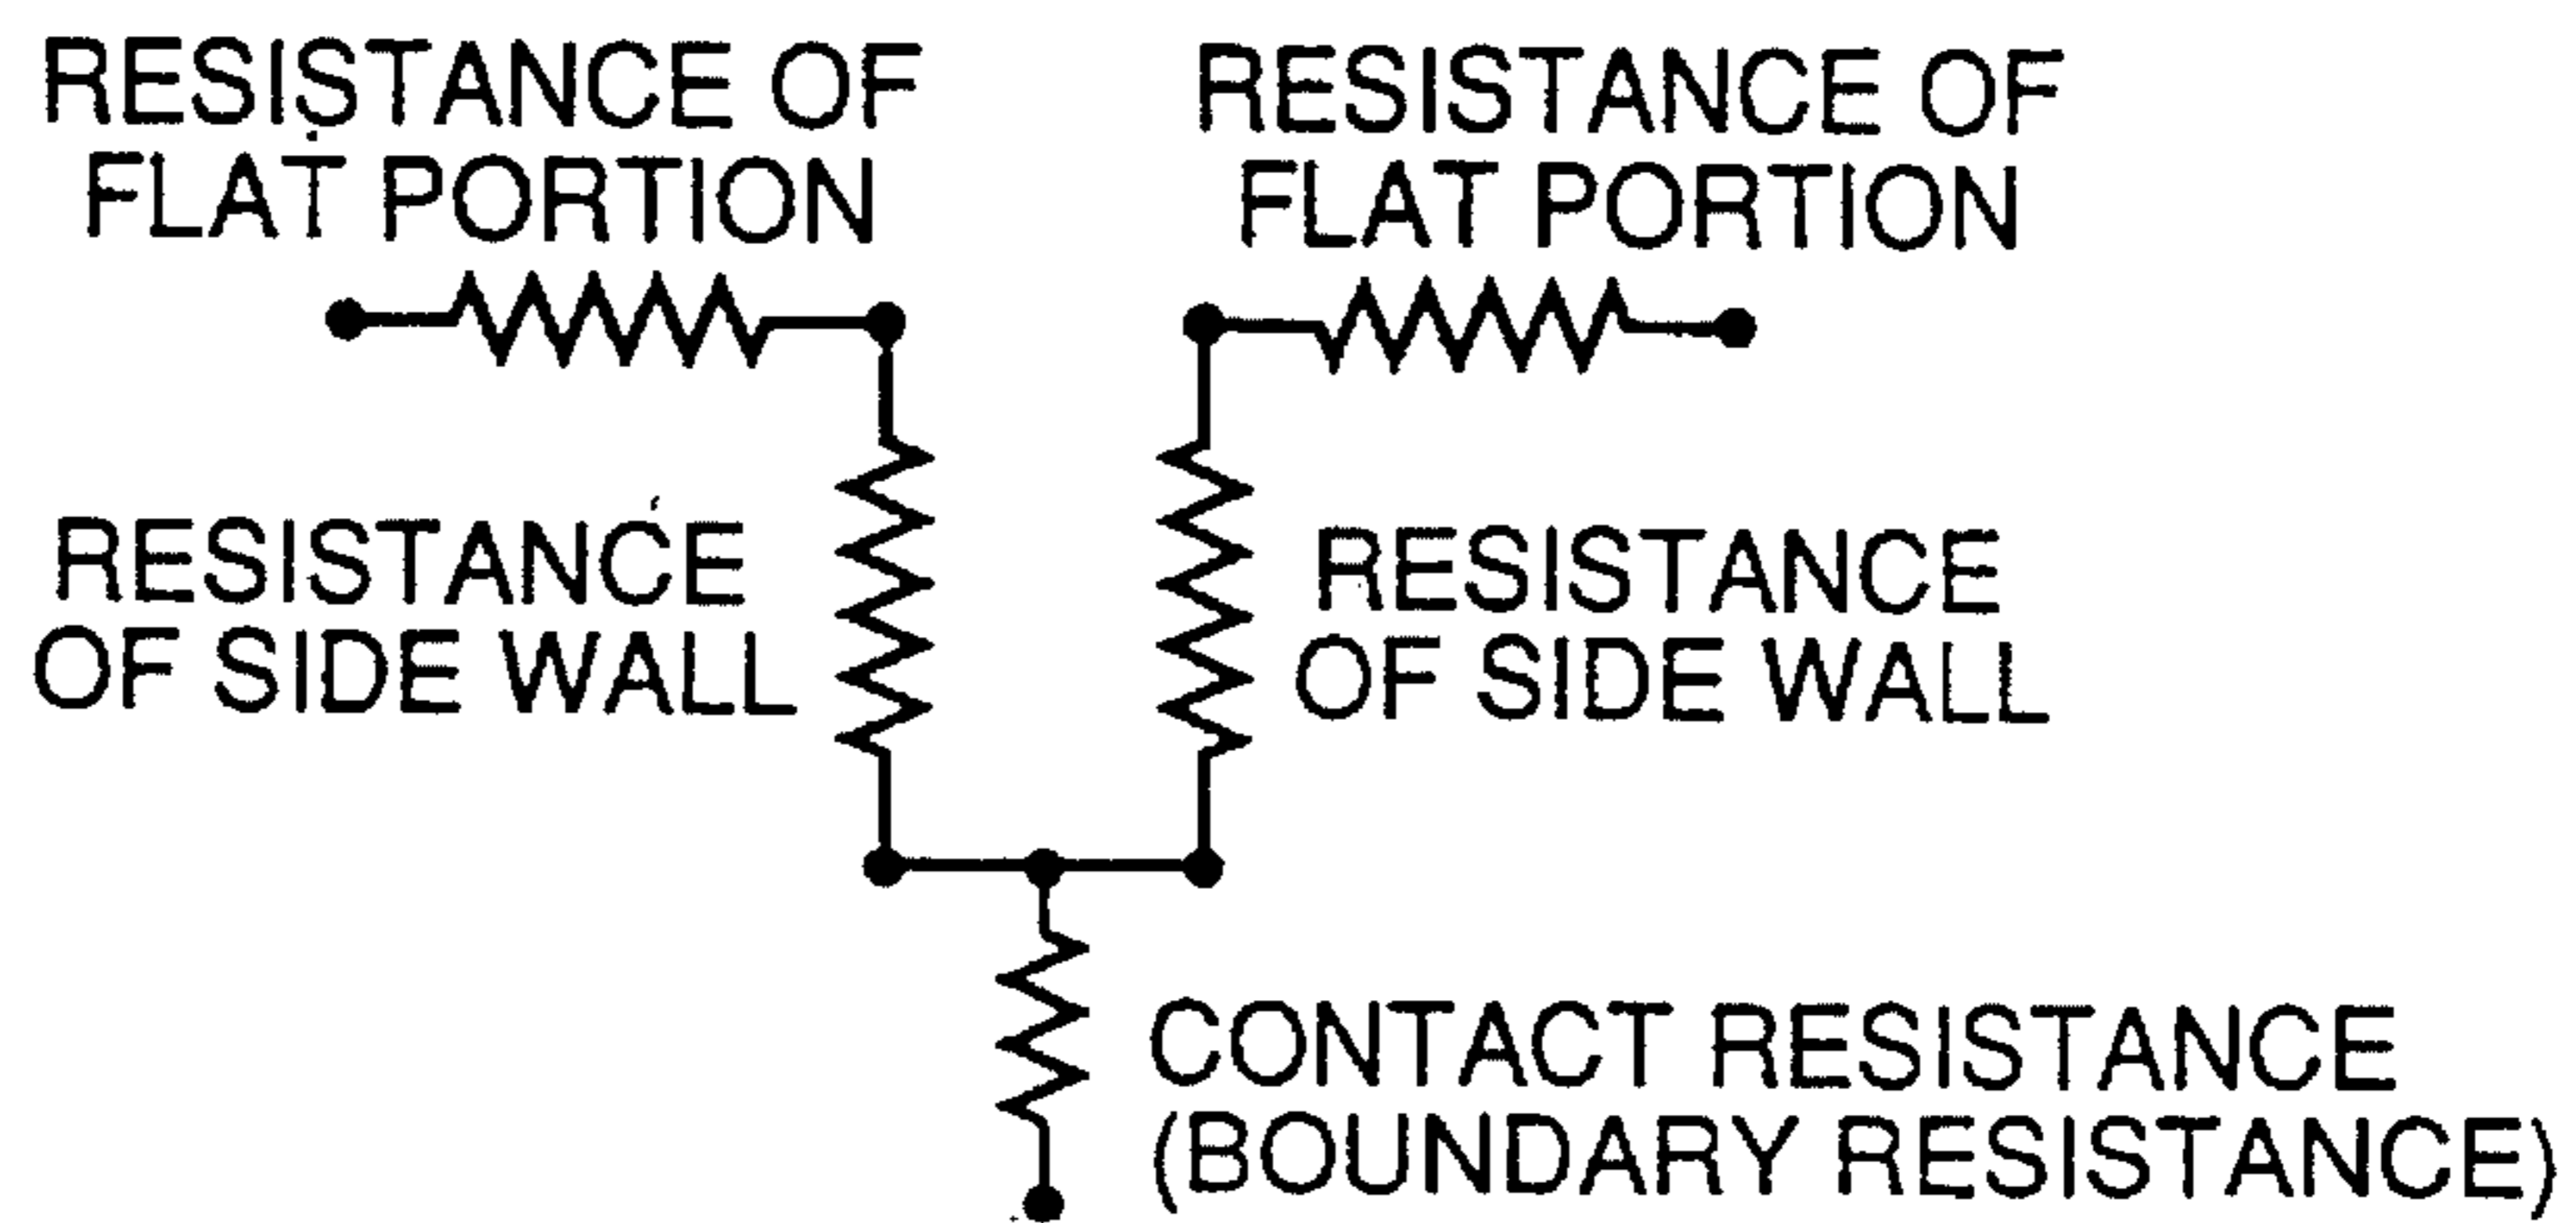 RESISTANCE OF
FLAT PORTION
RESISTANCE OF
FLAT PORTION
RESISTANCE
OF SIDE WALL
RESISTANCE
OF SIDE WALL
CONTACT RESISTANCE
(BOUNDARY RESISTANCE)